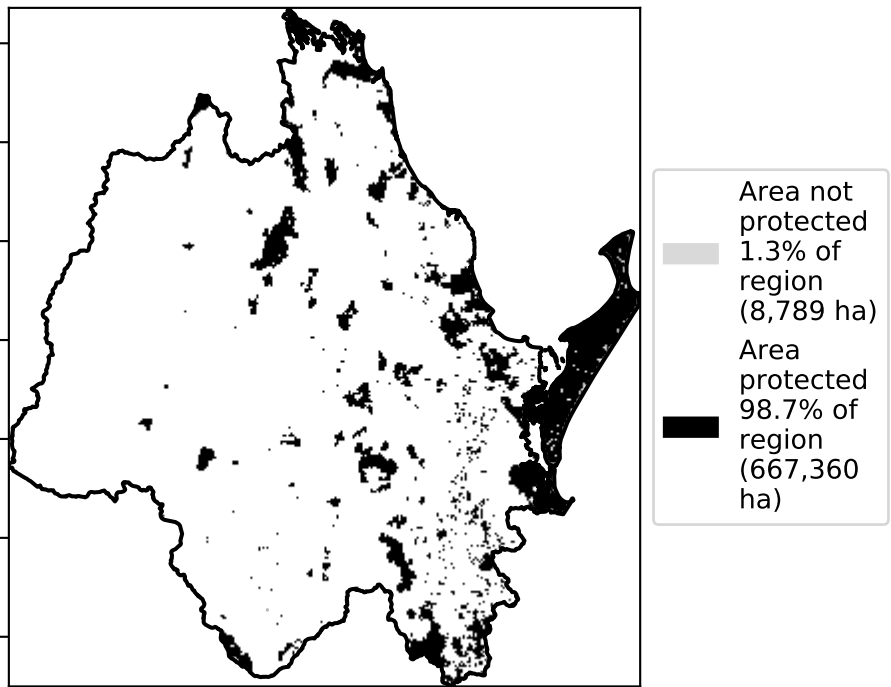 Area not
protected
1.3% of
region
(8,789 ha)
Area
protected
98.7% of
region
(667,360
ha)